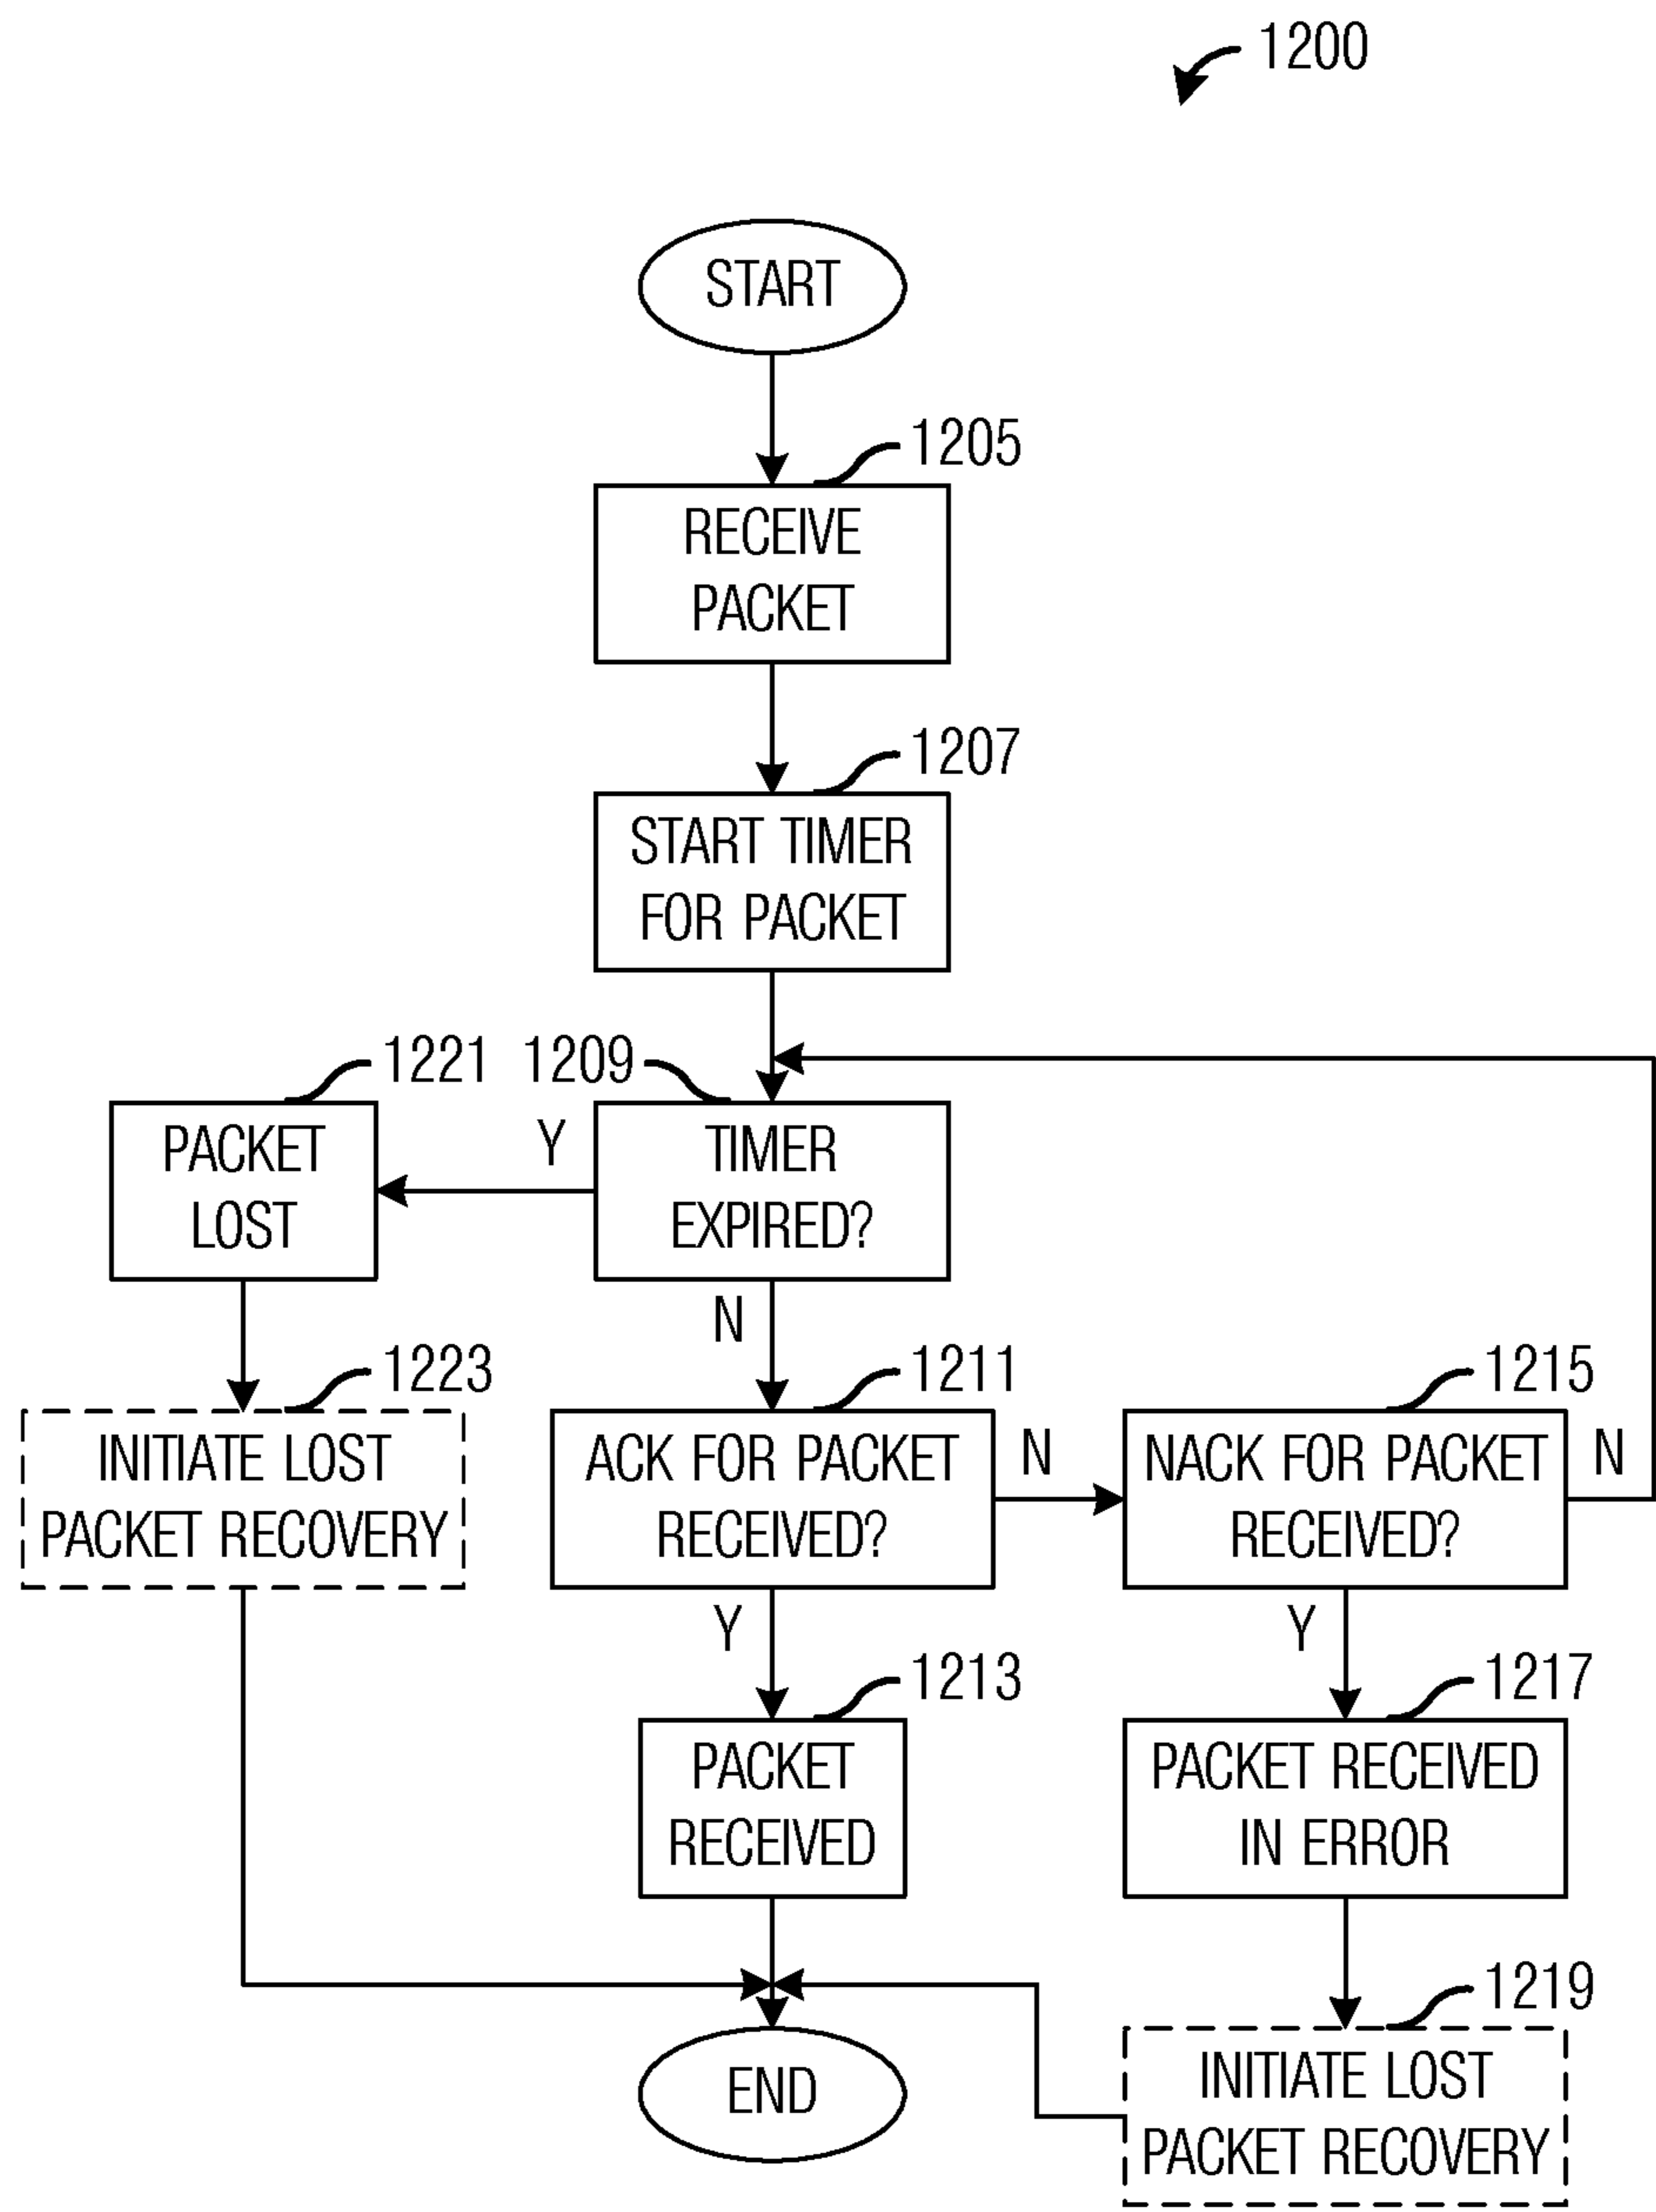 1200
START
1205
RECEIVE
PACKET
1207
START TIMER
FOR PACKET
1221
1209
PACKET
LOST
Y
TIMER
EXPIRED?
N
1223
1211
1215
INITIATE LOST
PACKET RECOVERY
ACK FOR PACKET
RECEIVED?
N
NACK FOR PACKET
RECEIVED?
N
Y
Y
1213
1217
PACKET
RECEIVED
PACKET RECEIVED
IN ERROR
1219
END
INITIATE LOST
PACKET RECOVERY